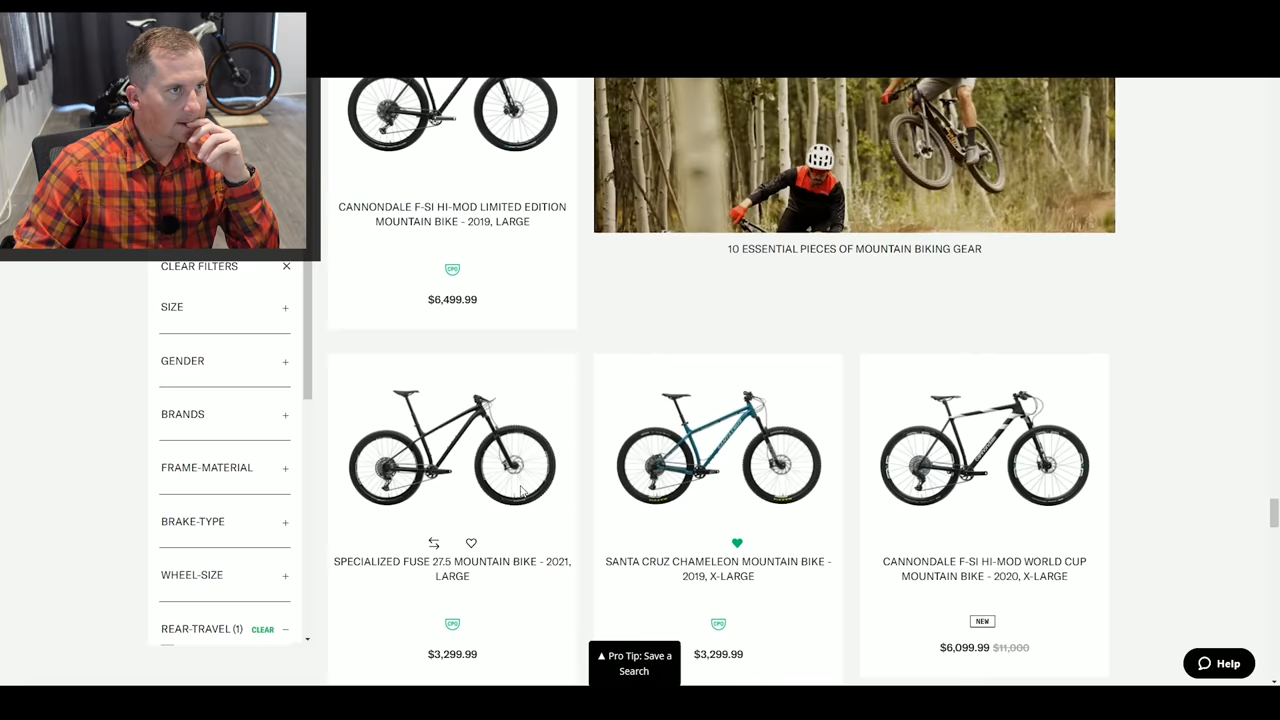 CANNONDALE F-SI HI-MOD LIMITED EDITION
MOUNTAIN BIKE - 2019, LARGE
CPO
$6,499.99
10 ESSENTIAL PIECES OF MOUNTAIN BIKING GEAR
CLEAR FILTERS
SIZE
GENDER
BRANDS
FRAME-MATERIAL
BRAKE-TYPE
WHEEL-SIZE
REAR-TRAVEL (1) CLEAR
SPECIALIZED FUSE 27.5 MOUNTAIN BIKE - 2021,
LARGE
CPO
$3,299.99
SANTA CRUZ CHAMELEON MOUNTAIN BIKE -
2019, X-LARGE
CPO
$3,299.99
CANNONDALE F-SI HI-MOD WORLD CUP
MOUNTAIN BIKE - 2020, X-LARGE
NEW
$6,099.99 $11,000
▲ Pro Tip: Save a
Search
Help